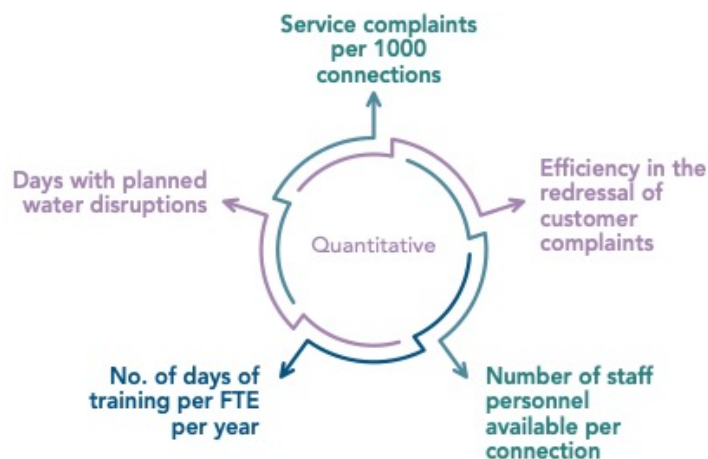 Service complaints
per 1000
connections
Efficiency in the
redressal of
customer
complaints
Days with planned
water disruptions
Quantitative
No. of days of
training per FTE
per year
Number of staff
personnel
available per
connection